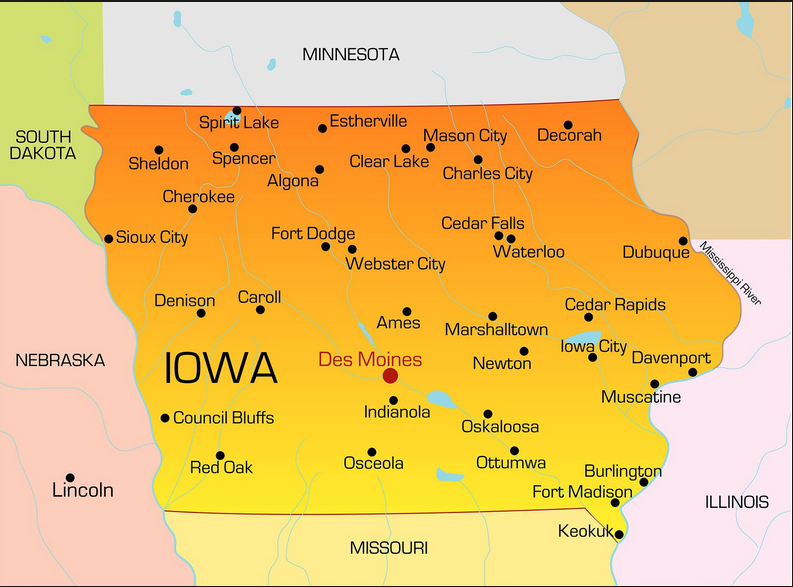 MINNESOTA
SOUTH
DAKOTA
Spirit Lake
Estherville
Mason City
Decorah
Sheldon
Spencer
Clear Lake
Algona
Charles City
Cherokee
Sioux City
Fort Dodge
Cedar Falls
Webster City
Waterloo
Dubuque
Mississippi River
Denison
Caroll
Ames
Marshalltown
Cedar Rapids
NEBRASKA
IOWA
Des Moines
Newton
Iowa City
Davenport
Muscatine
Council Bluffs
Indianola
Oskaloosa
Red Oak
Osceola
Ottumwa
Burlington
Lincoln
Fort Madison
ILLINOIS
Keokuk
MISSOURI